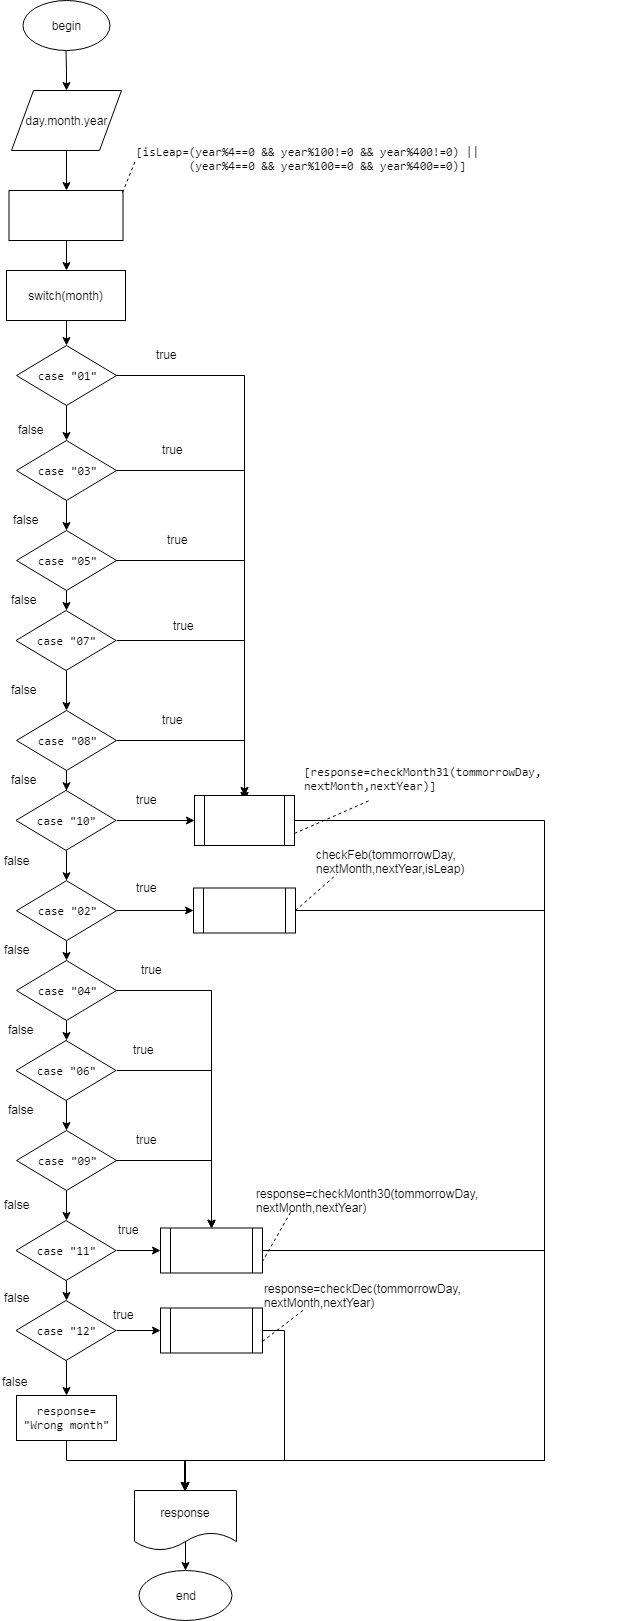 begin
day.month.year
[isLeap=(year%4==0 && year%100!=0 && year%400!=0) ||
(year%4==0 && year%100==0 && year%400==0)]
switch(month)
true
case "01"
false
true
case "03"
false
true
case "05"
false
true
case "07"
false
true
case "08"
false
[response=checkMonth31(tommorrowDay,
nextMonth,nextYear)]
true
case "10"
false
checkFeb(tommorrowDay,
nextMonth,nextYear,isLeap)
true
case "02"
false
true
case "04"
false
true
case "06"
false
true
case "09"
false
response=checkMonth30(tommorrowDay,
nextMonth,nextYear)
true
case "11"
false
response=checkDec(tommorrowDay,
nextMonth,nextYear)
true
case "12"
false
response=
"Wrong month"
response
end